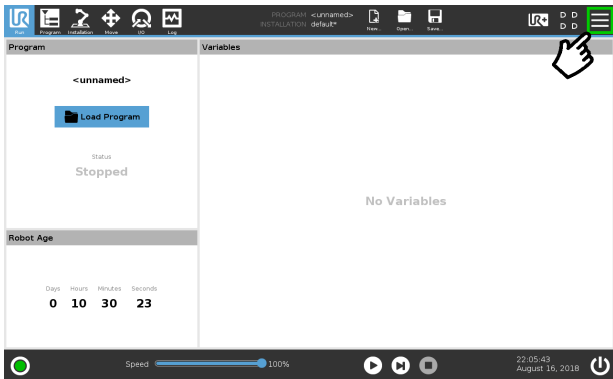 UR
Run
Program
Installation
Move
I/O
Log
PROGRAM <unnamed>
INSTALLATION default*
New...
Open...
Save...
UR+
D D
D D
Program
<unnamed>
Load Program
Status
Stopped
Robot Age
Days Hours Minutes Seconds
0 10 30 23
Variables
No Variables
Speed 100%
22:05:43
August 16, 2018